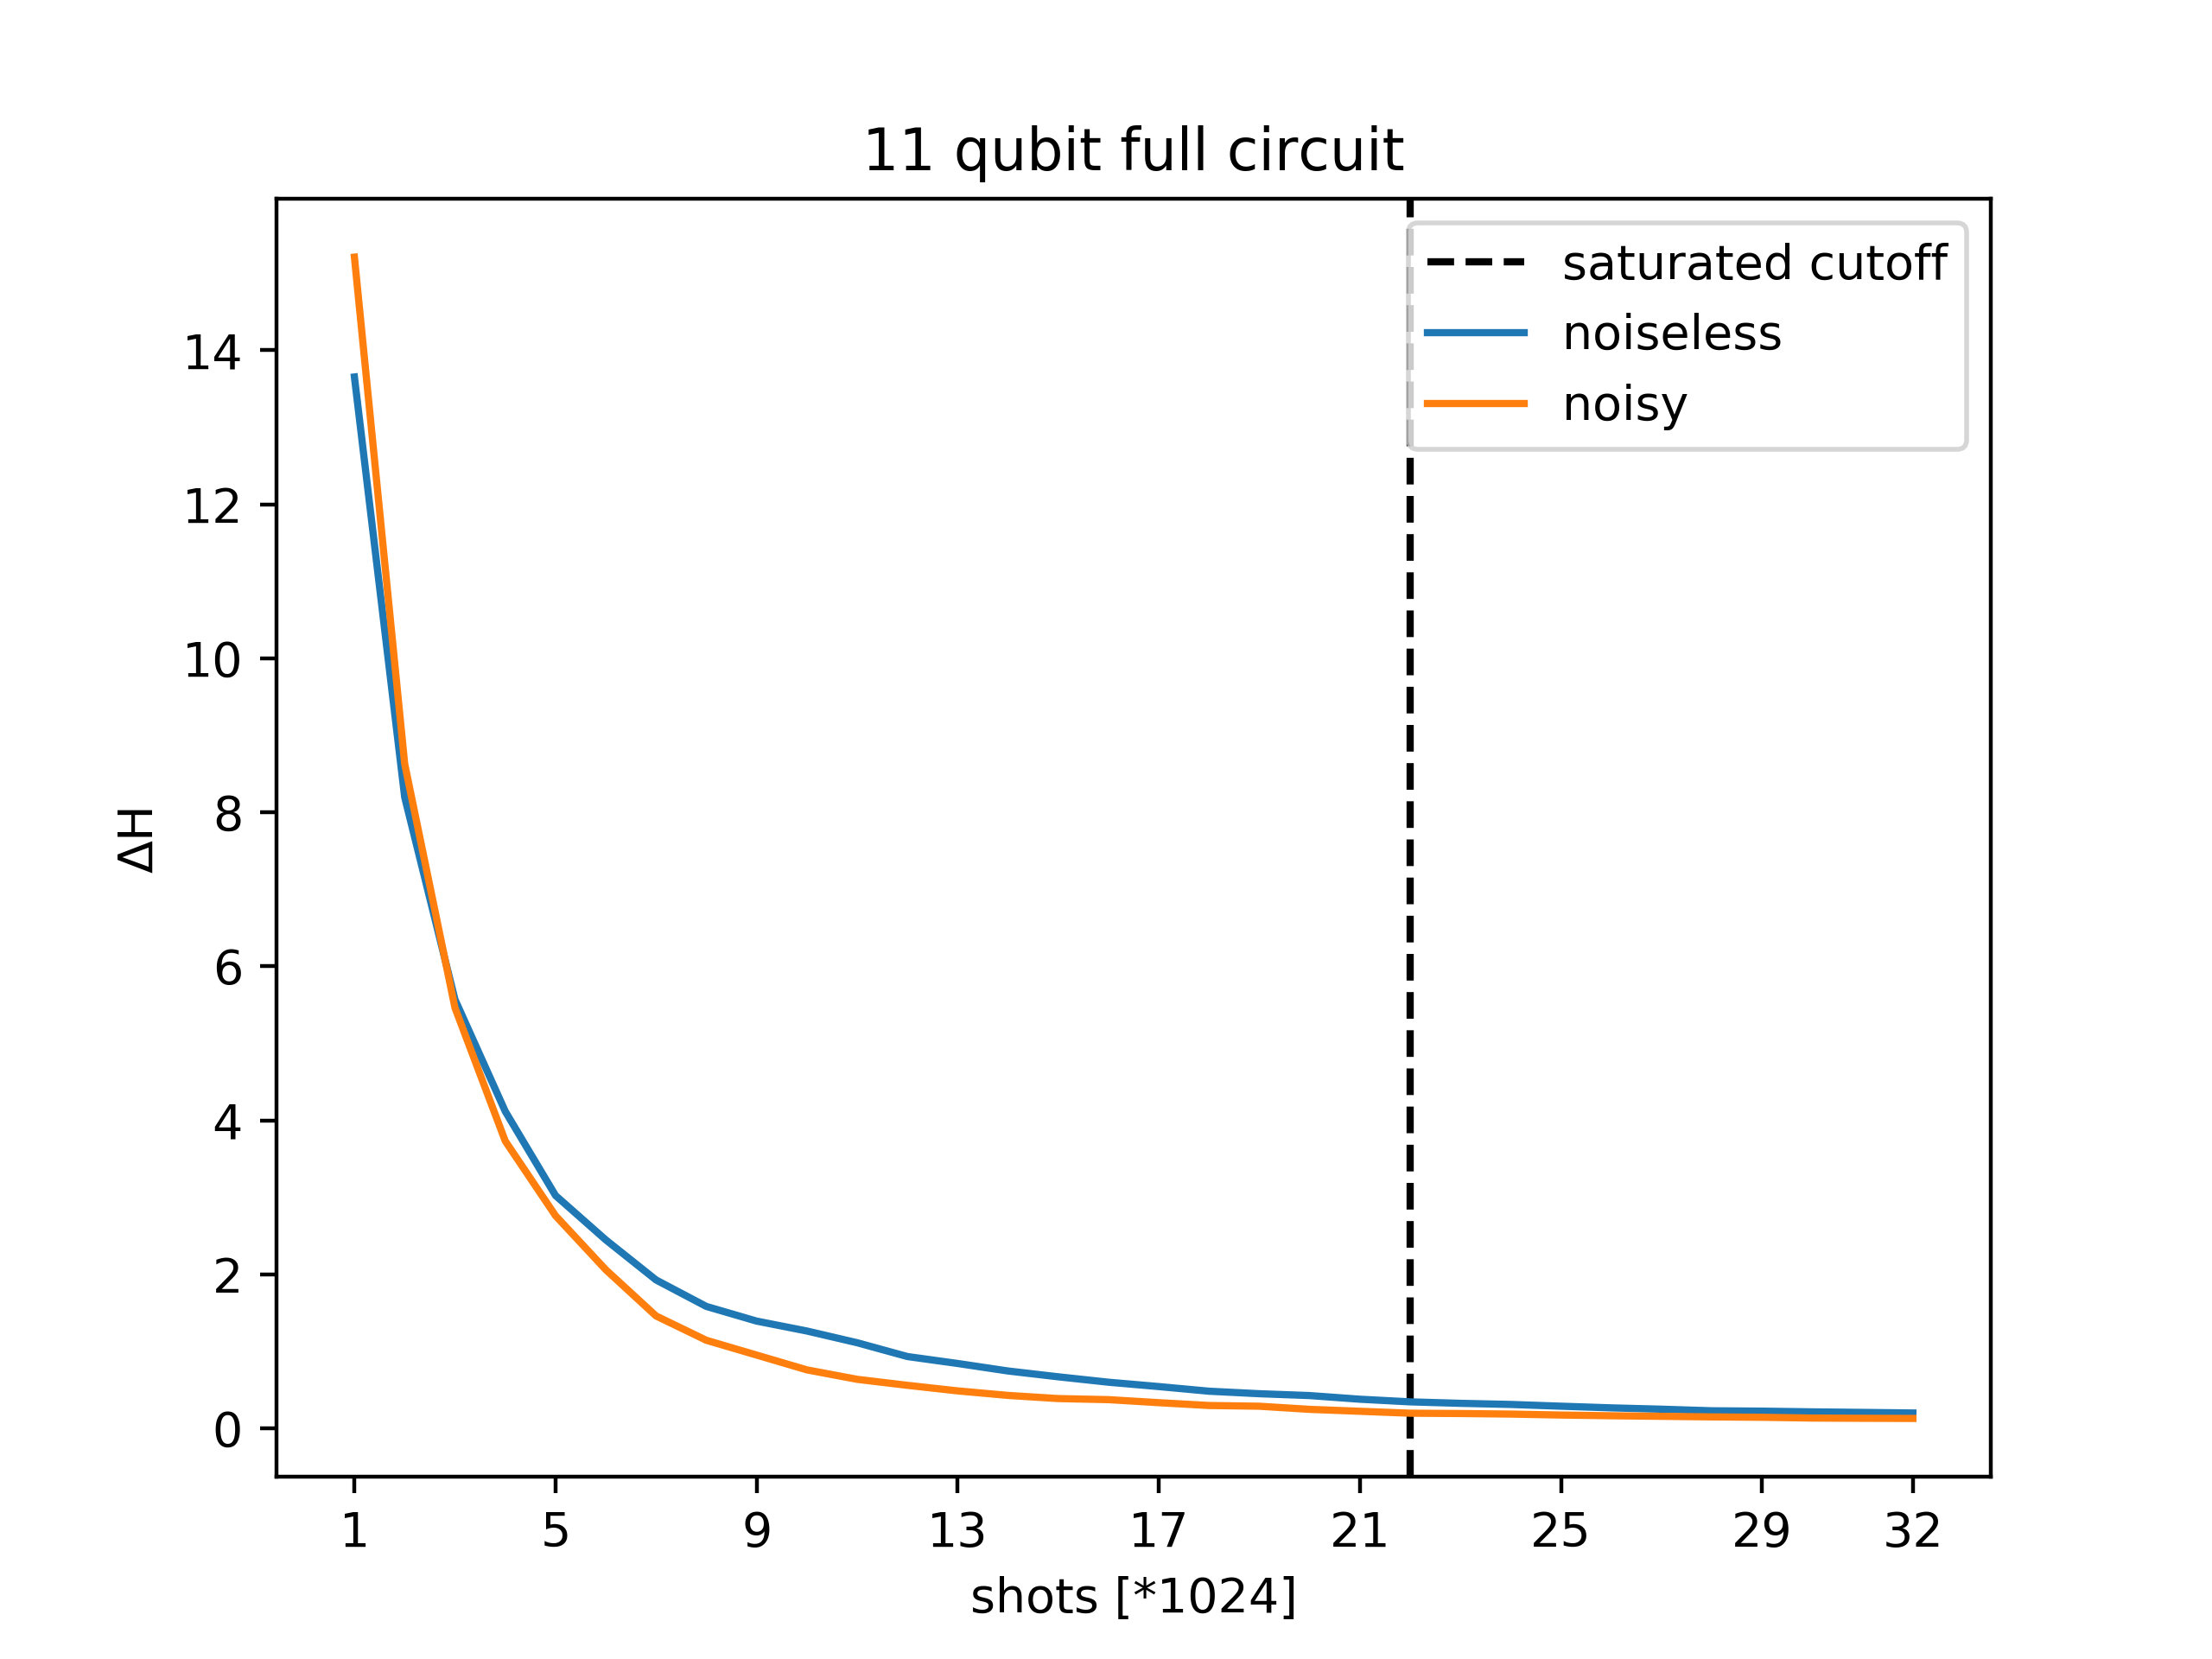 11 qubit full circuit
saturated cutoff
noiseless
noisy
14
12
10
8
6
4
2
0
ΔH
1 5 9 13 17 21 25 29 32
shots [*1024]